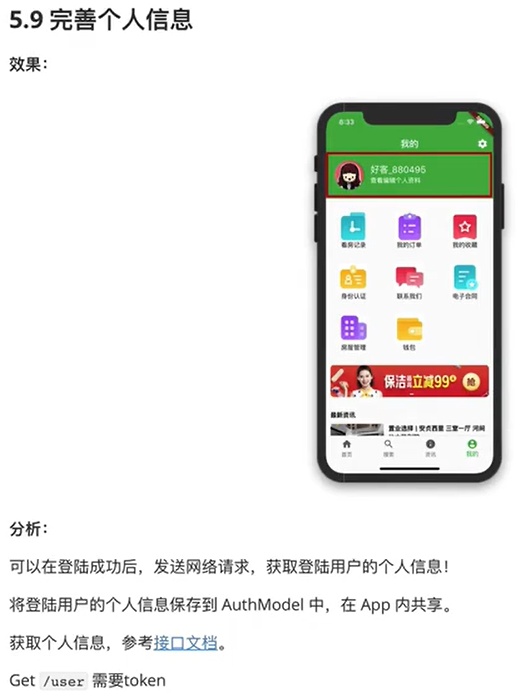 5.9 完善个人信息
效果：
6:33
我的
好客_880495
查看编辑个人资料
看房记录
我的订单
我的收藏
身份认证
联系我们
电子合同
房屋管理
钱包
保洁 立减99
抢
最新资讯
置业选择 | 安贞西里 三室一厅 河间
首页
搜索
资讯
我的
分析：
可以在登陆成功后，发送网络请求，获取登陆用户的个人信息！
将登陆用户的个人信息保存到 AuthModel 中，在 App 内共享。
获取个人信息，参考接口文档。
Get /user 需要token